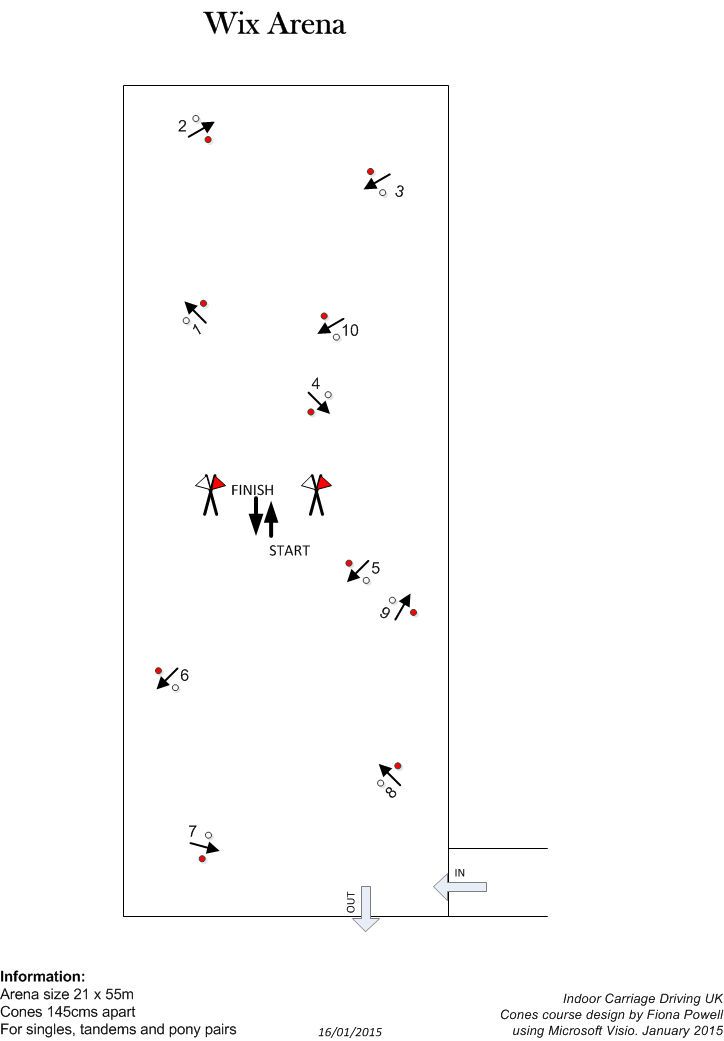 Wix Arena
2
3
1
10
4
FINISH
START
5
9
6
8
7
IN
OUT
Information:
Arena size 21 x 55m
Cones 145cms apart
For singles, tandems and pony pairs
16/01/2015
Indoor Carriage Driving UK
Cones course design by Fiona Powell
using Microsoft Visio. January 2015